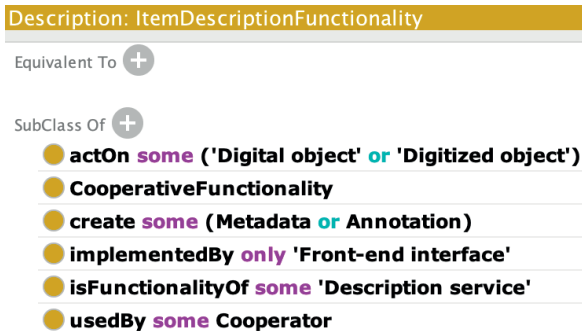 Description: ItemDescriptionFunctionality
Equivalent To +
SubClass Of +
actOn some ('Digital object' or 'Digitized object')
CooperativeFunctionality
create some (Metadata or Annotation)
implementedBy only 'Front-end interface'
isFunctionalityOf some 'Description service'
usedBy some Cooperator